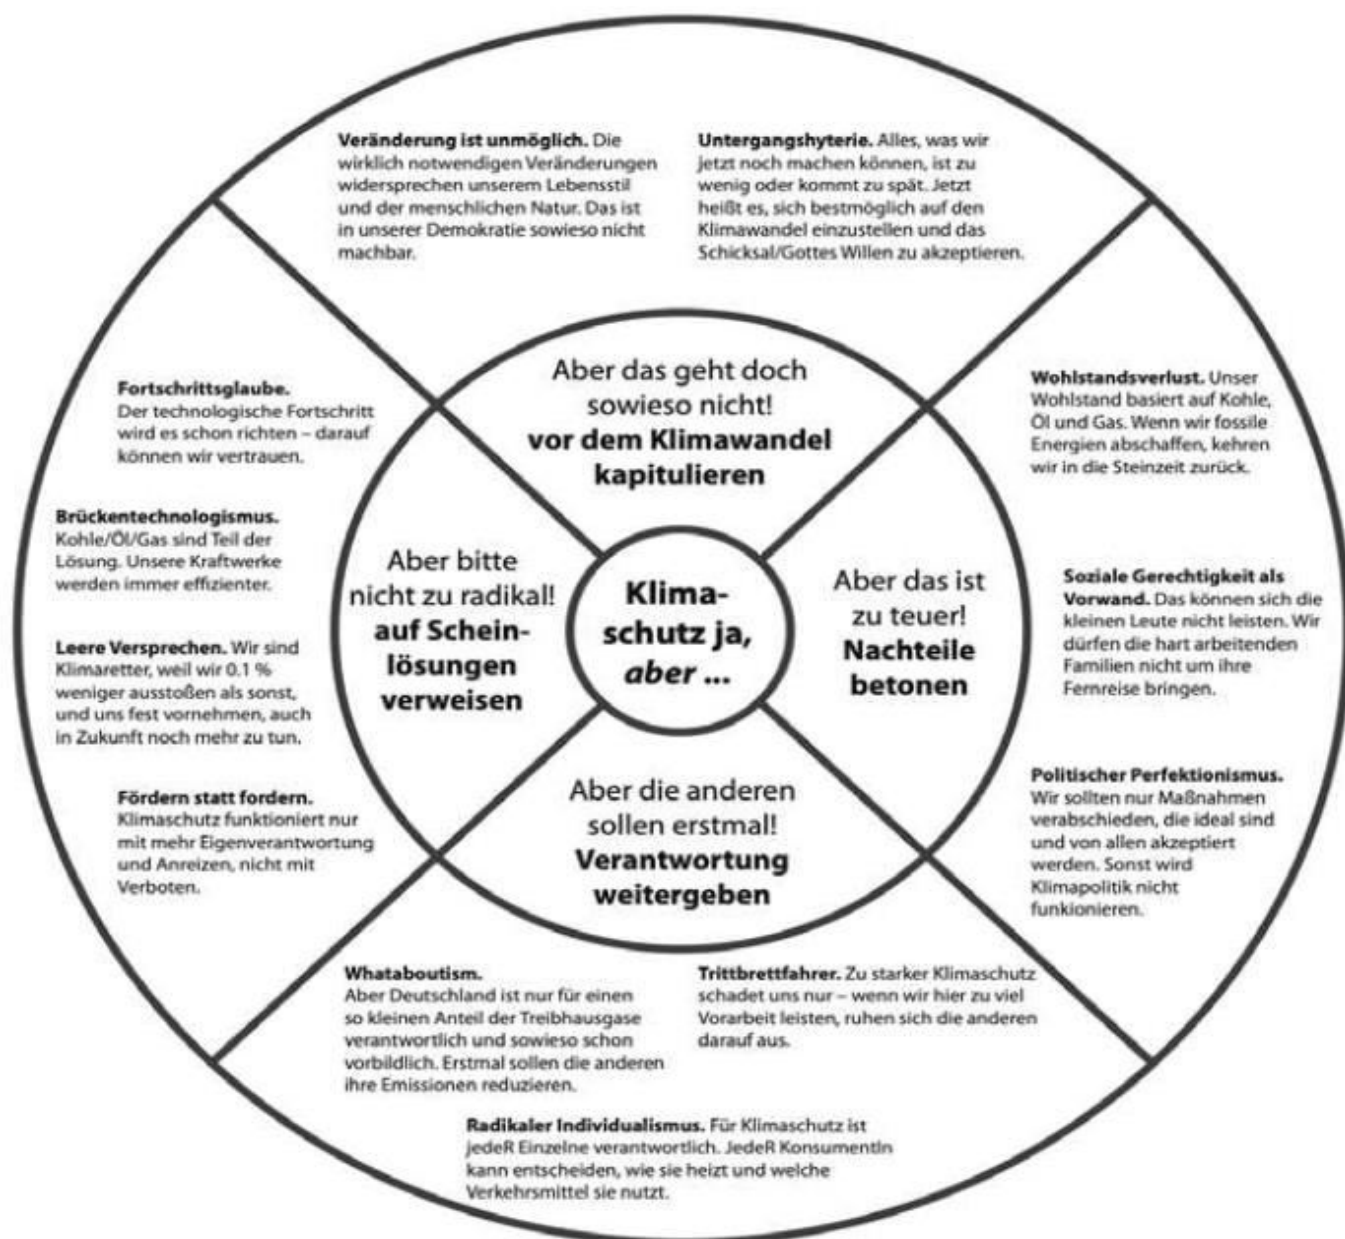 Veränderung ist unmöglich. Die
wirklich notwendigen Veränderungen
widersprechen unserem Lebensstil
und der menschlichen Natur. Das ist
in unserer Demokratie sowieso nicht
machbar.
Untergangshyterie. Alles, was wir
jetzt noch machen können, ist zu
wenig oder kommt zu spät. Jetzt
heißt es, sich bestmöglich auf den
Klimawandel einzustellen und das
Schicksal/Gottes Willen zu akzeptieren.
Aber das geht doch
sowieso nicht!
vor dem Klimawandel
kapitulieren
Fortschrittsglaube.
Der technologische Fortschritt
wird es schon richten – darauf
können wir vertrauen.
Brückentechnologismus.
Kohle/Öl/Gas sind Teil der
Lösung. Unsere Kraftwerke
werden immer effizienter.
Leere Versprechen. Wir sind
Klimaretter, weil wir 0.1 %
weniger ausstoßen als sonst,
und uns fest vornehmen, auch
in Zukunft noch mehr zu tun.
Fördern statt fordern.
Klimaschutz funktioniert nur
mit mehr Eigenverantwortung
und Anreizen, nicht mit
Verboten.
Aber bitte
nicht zu radikal!
auf Schein-
lösungen
verweisen
Klima-
schutz ja,
aber ...
Aber das ist
zu teuer!
Nachteile
betonen
Wohlstandsverlust. Unser
Wohlstand basiert auf Kohle,
Öl und Gas. Wenn wir fossile
Energien abschaffen, kehren
wir in die Steinzeit zurück.
Soziale Gerechtigkeit als
Vorwand. Das können sich die
kleinen Leute nicht leisten. Wir
dürfen die hart arbeitenden
Familien nicht um ihre
Fernreise bringen.
Politischer Perfektionismus.
Wir sollten nur Maßnahmen
verabschieden, die ideal sind
und von allen akzeptiert
werden. Sonst wird
Klimapolitik nicht
funkionieren.
Aber die anderen
sollen erstmal!
Verantwortung
weitergeben
Whataboutism.
Aber Deutschland ist nur für einen
so kleinen Anteil der Treibhausgase
verantwortlich und sowieso schon
vorbildlich. Erstmal sollen die anderen
ihre Emissionen reduzieren.
Trittbrettfahrer. Zu starker Klimaschutz
schadet uns nur – wenn wir hier zu viel
Vorarbeit leisten, ruhen sich die anderen
darauf aus.
Radikaler Individualismus. Für Klimaschutz ist
jedeR Einzelne verantwortlich. JedeR KonsumentIn
kann entscheiden, wie sie heizt und welche
Verkehrsmittel sie nutzt.